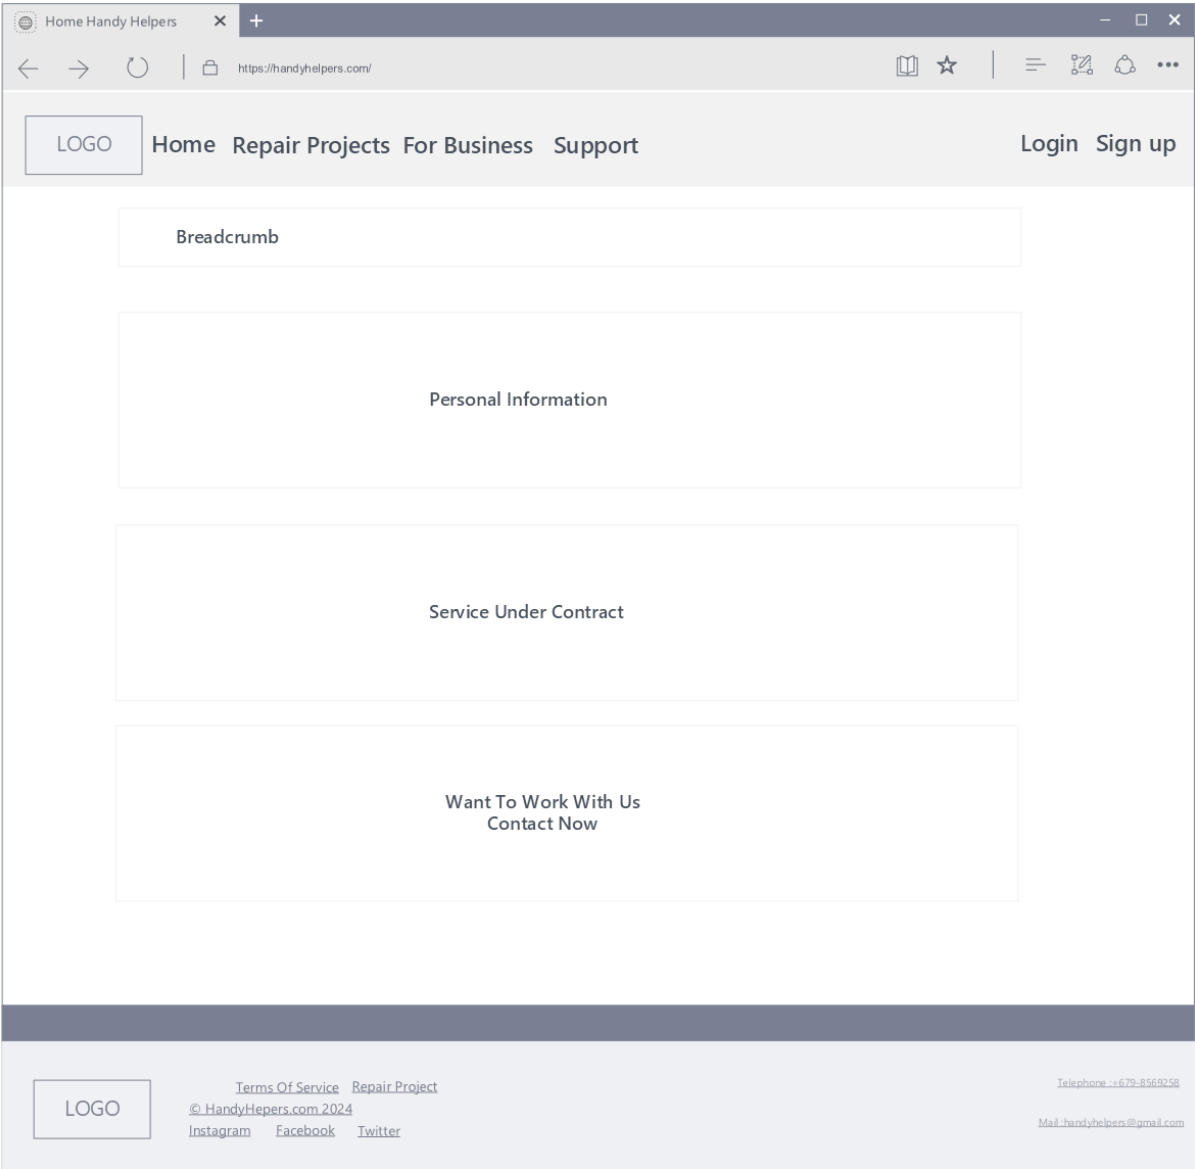 Home Handy Helpers
https://handyhelpers.com/
LOGO Home Repair Projects For Business Support Login Sign up
Breadcrumb
Personal Information
Service Under Contract
Want To Work With Us
Contact Now
LOGO
Terms Of Service Repair Project
© HandyHepers.com 2024
Instagram Facebook Twitter
Telephone :+679-8569258
Mail :handyhelpers@gmail.com